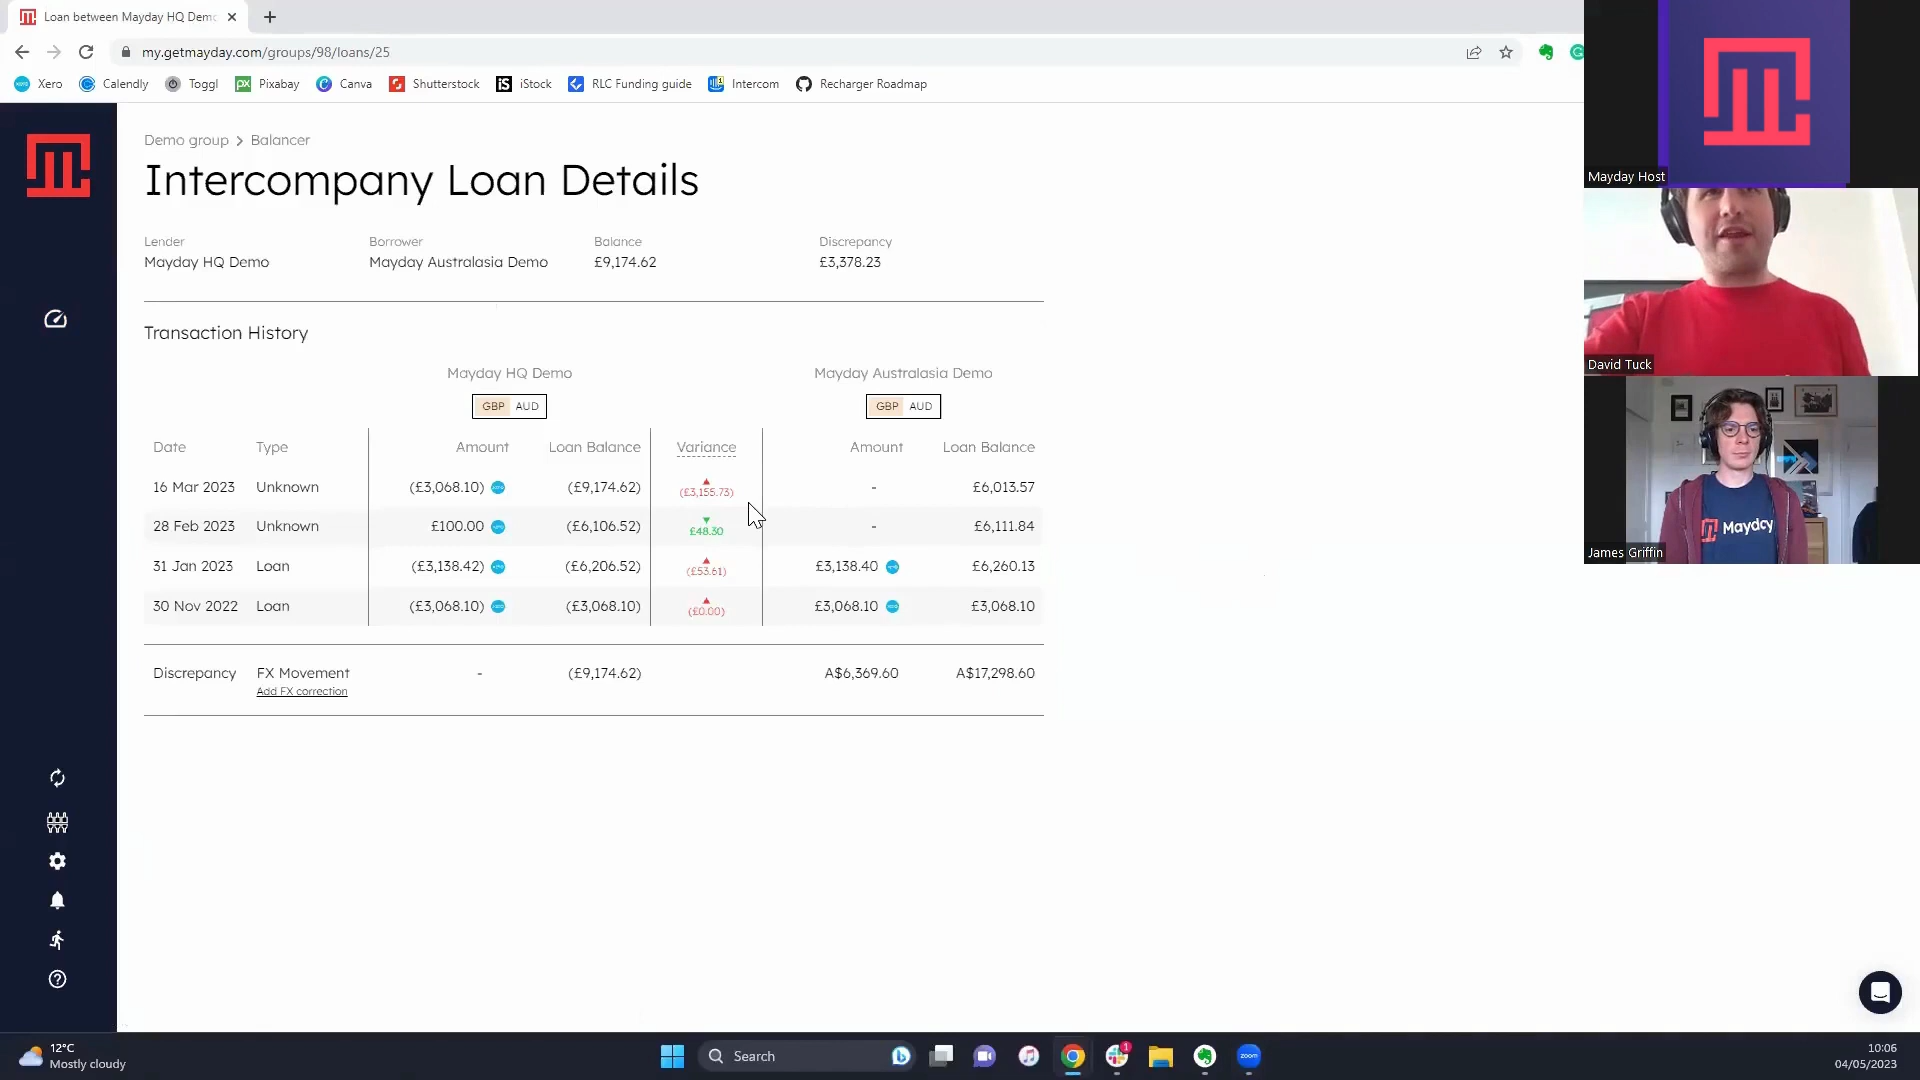 Loan between Mayday HQ Demo
my.getmayday.com/groups/98/loans/25
Xero Calendly Toggl Pixabay Canva Shutterstock iStock RLC Funding guide Intercom Recharger Roadmap
Demo group > Balancer
Intercompany Loan Details
Lender Borrower Balance Discrepancy
Mayday HQ Demo Mayday Australasia Demo £9,174.62 £3,378.23
Transaction History
Mayday HQ Demo Mayday Australasia Demo
GBP AUD GBP AUD
Date Type Amount Loan Balance Variance Amount Loan Balance
16 Mar 2023 Unknown (£3,068.10) (£9,174.62) (£3,155.73) - £6,013.57
28 Feb 2023 Unknown £100.00 (£6,106.52) £48.30 - £6,111.84
31 Jan 2023 Loan (£3,138.42) (£6,206.52) (£53.61) £3,138.40 £6,260.13
30 Nov 2022 Loan (£3,068.10) (£3,068.10) (£0.00) £3,068.10 £3,068.10
Discrepancy FX Movement - (£9,174.62) A$6,369.60 A$17,298.60
Add FX correction
Mayday Host
David Tuck
Mayday
James Griffin
12°C
Mostly cloudy
Search
1
zoom
10:06
04/05/2023